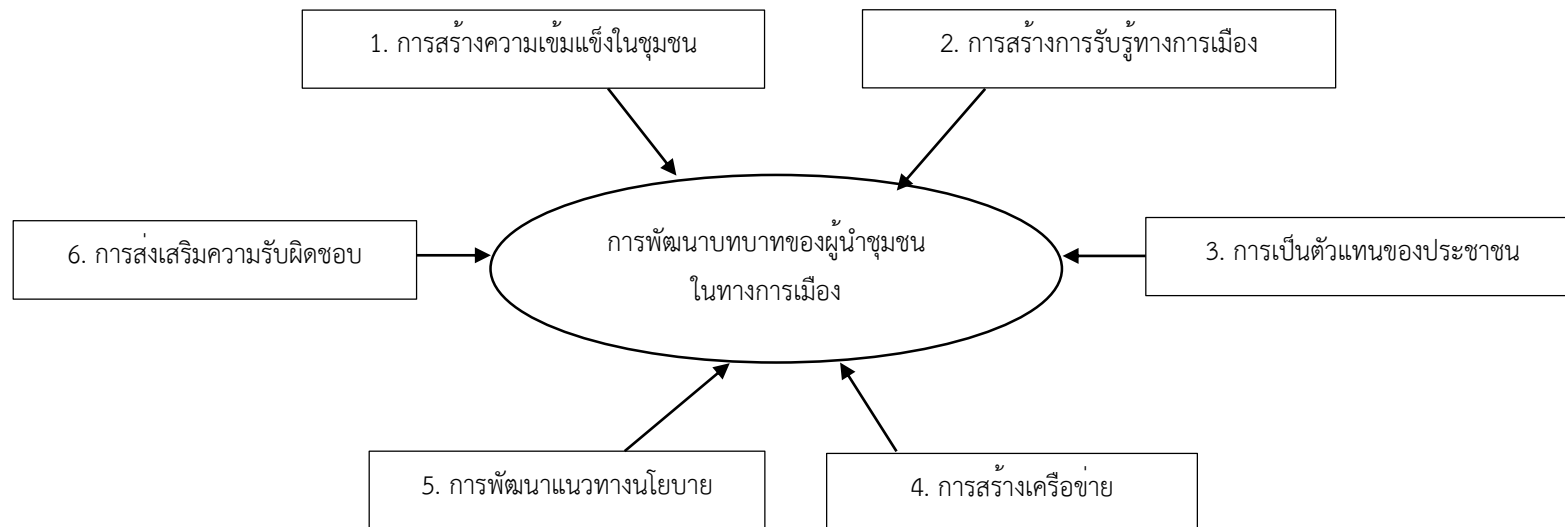 1. การสร้างความเข้มแข็งในชุมชน
2. การสร้างการรับรู้ทางการเมือง
การพัฒนาบทบาทของผู้นำชุมชน
ในทางการเมือง
6. การส่งเสริมความรับผิดชอบ
3. การเป็นตัวแทนของประชาชน
5. การพัฒนาแนวทางนโยบาย
4. การสร้างเครือข่าย